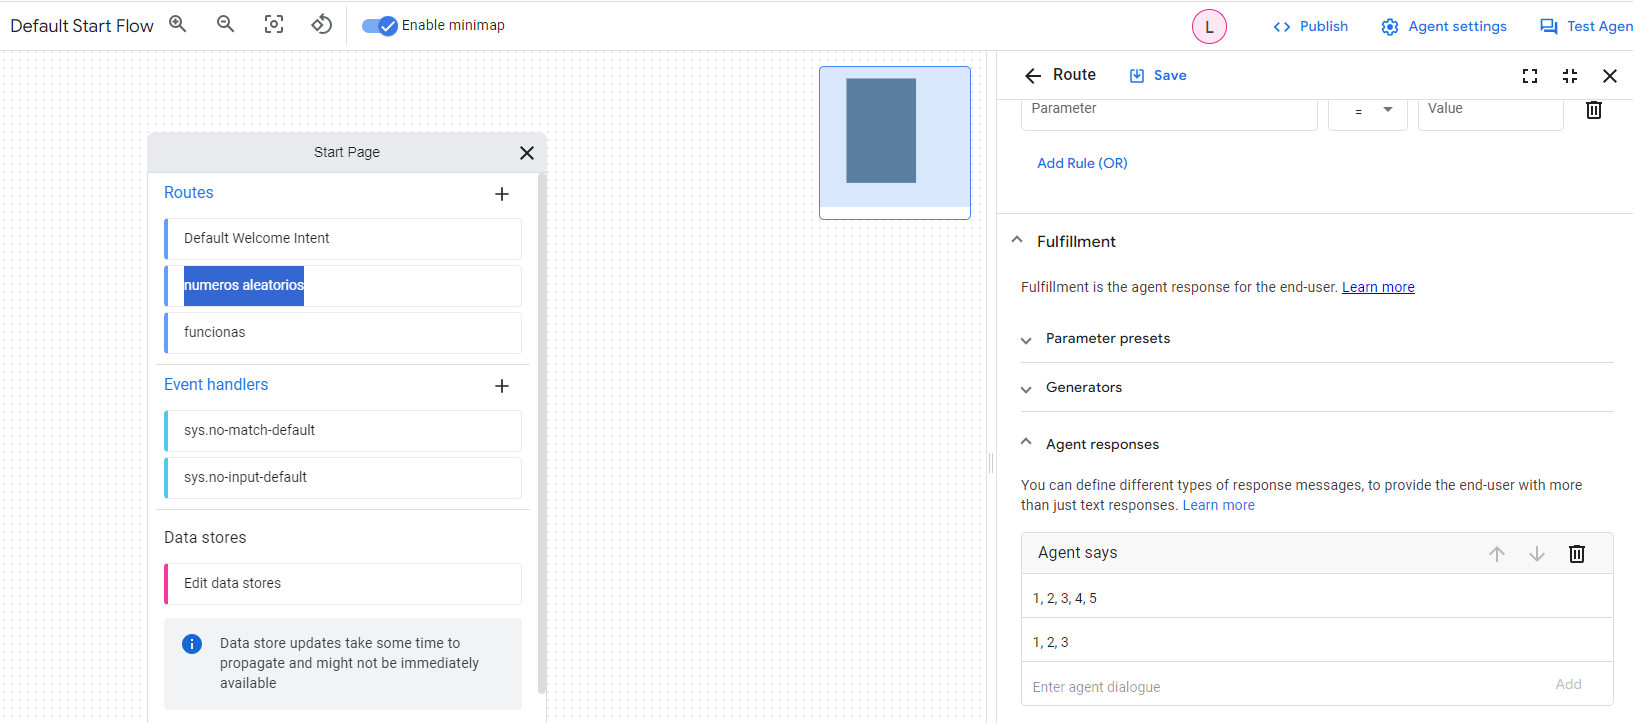 Default Start Flow
Enable minimap
L
Publish
Agent settings
Test Agen
Start Page
Routes
Default Welcome Intent
numeros aleatorios
funcionas
Event handlers
sys.no-match-default
sys.no-input-default
Data stores
Edit data stores
Data store updates take some time to
propagate and might not be immediately
available
Route
Save
Parameter
=
Value
Add Rule (OR)
Fulfillment
Fulfillment is the agent response for the end-user. Learn more
Parameter presets
Generators
Agent responses
You can define different types of response messages, to provide the end-user with more
than just text responses. Learn more
Agent says
1, 2, 3, 4, 5
1, 2, 3
Enter agent dialogue
Add